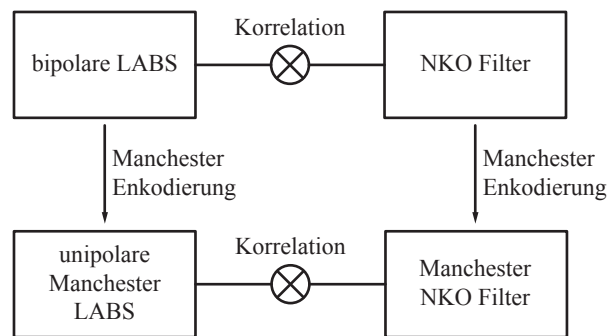 Korrelation
bipolare LABS
NKO Filter
Manchester
Enkodierung
Manchester
Enkodierung
Korrelation
unipolare
Manchester
LABS
Manchester
NKO Filter